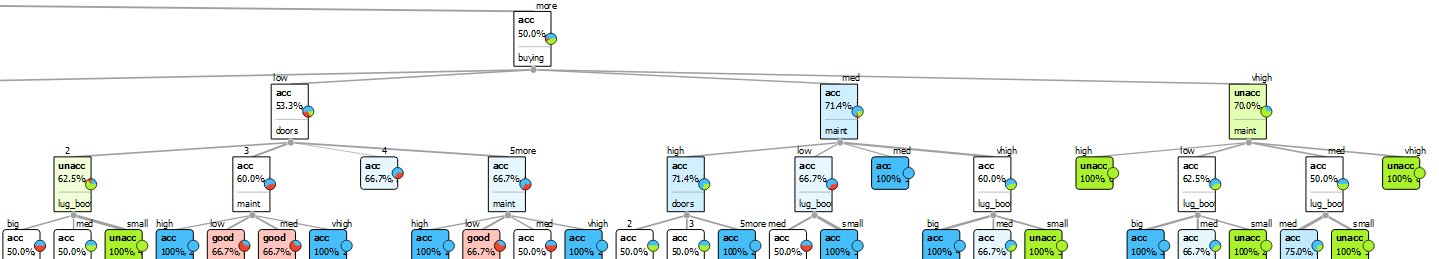 more
acc
50.0%
buying
low
med
vhigh
acc
53.3%
doors
acc
71.4%
maint
unacc
70.0%
maint
2
3
4
5more
high
low
med
vhigh
high
low
med
vhigh
unacc
62.5%
lug_boo
acc
60.0%
maint
acc
66.7%,
acc
66.7%
maint
acc
71.4%
doors
acc
66.7%
lug_boo
acc
100%,
acc
60.0%
lug_boo
unacc
100%,
acc
62.5%
lug_boo
acc
50.0%
lug_boo
unacc
100%,
big
med
small
high
low
med
vhigh
high
low
med
vhigh
2
3
5more
med
small
big
med
small
big
med
small
med
small
acc
50.0%
acc
50.0%
unacc
100%,
acc
100%,
good
66.7%,
good
66.7%,
acc
100%,
acc
100%,
good
66.7%,
acc
50.0%
acc
100%,
acc
50.0%
acc
50.0%
acc
100%,
acc
50.0%,
acc
100%,
acc
100%,
acc
66.7%
unacc
100%,
acc
100%,
acc
66.7%
unacc
100%,
acc
75.0%
unacc
100%,